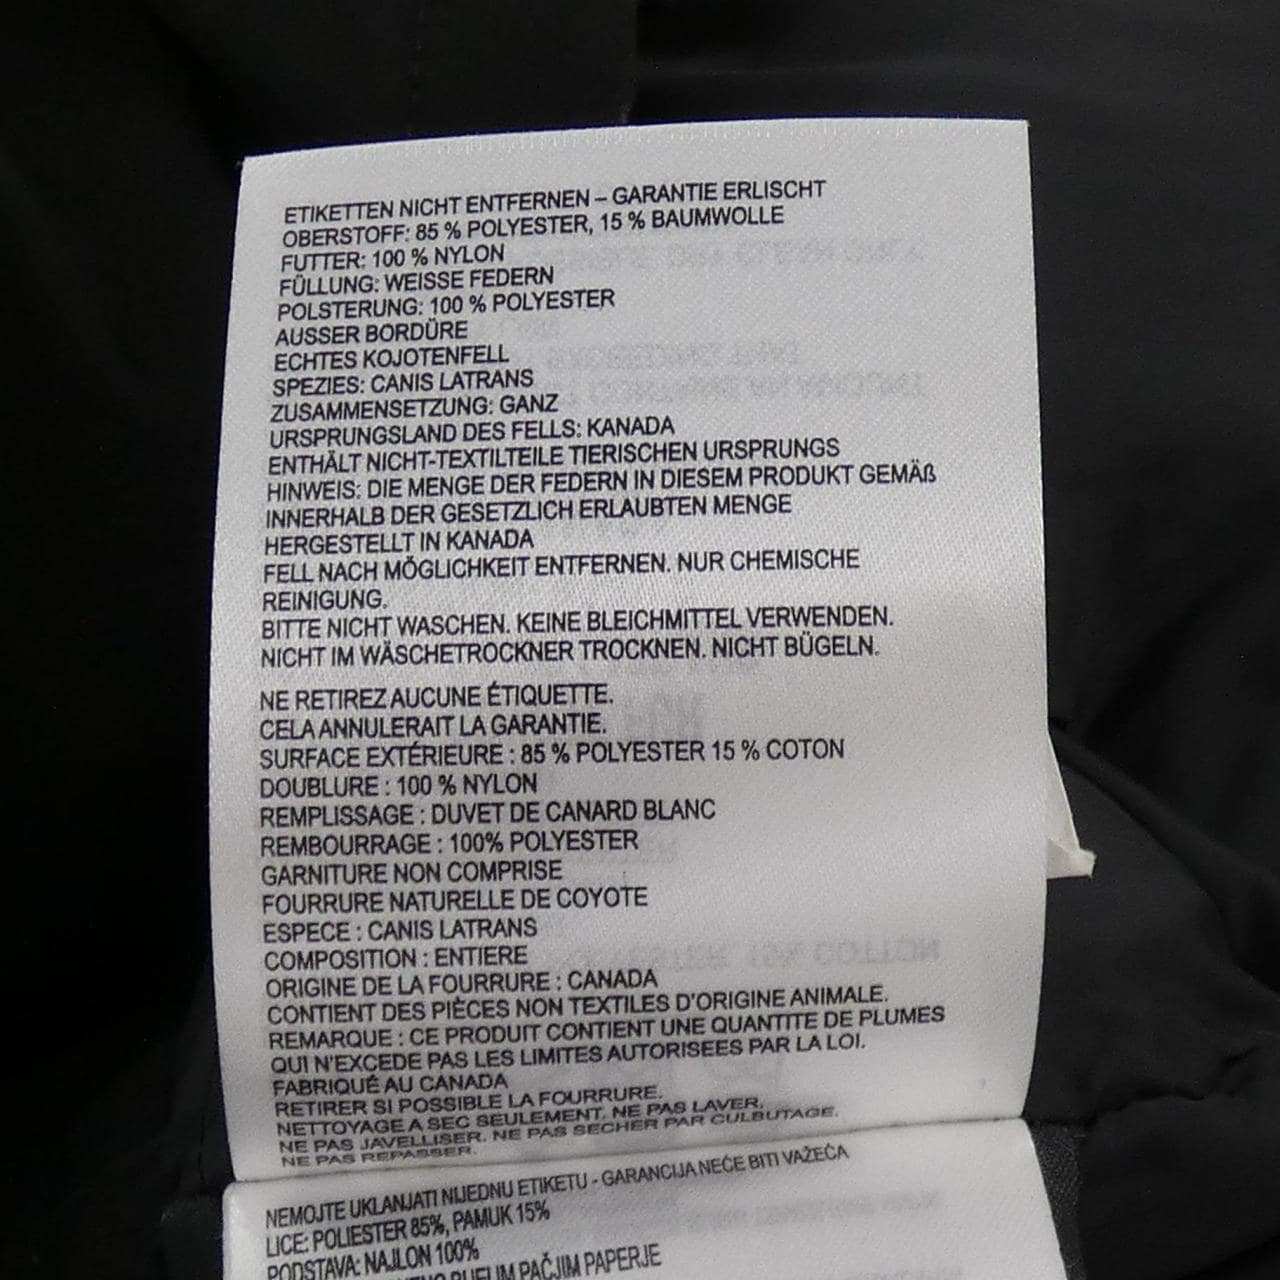 ETIKETTEN NICHT ENTFERNEN – GARANTIE ERLISCHT
OBERSTOFF: 85 % POLYESTER, 15 % BAUMWOLLE
FUTTER: 100 % NYLON
FÜLLUNG: WEISSE FEDERN
POLSTERUNG: 100 % POLYESTER
AUSSER BORDÜRE
ECHTES KOJOTENFELL
SPEZIES: CANIS LATRANS
ZUSAMMENSETZUNG: GANZ
URSPRUNGSLAND DES FELLS: KANADA
ENTHÄLT NICHT-TEXTILTEILE TIERISCHEN URSPRUNGS
HINWEIS: DIE MENGE DER FEDERN IN DIESEM PRODUKT GEMÄß
INNERHALB DER GESETZLICH ERLAUBTEN MENGE
HERGESTELLT IN KANADA
FELL NACH MÖGLICHKEIT ENTFERNEN. NUR CHEMISCHE
REINIGUNG.
BITTE NICHT WASCHEN. KEINE BLEICHMITTEL VERWENDEN.
NICHT IM WÄSCHETROCKNER TROCKNEN. NICHT BÜGELN.
NE RETIREZ AUCUNE ÉTIQUETTE.
CELA ANNULERAIT LA GARANTIE.
SURFACE EXTÉRIEURE : 85 % POLYESTER 15 % COTON
DOUBLURE : 100 % NYLON
REMPLISSAGE : DUVET DE CANARD BLANC
REMBOURRAGE : 100% POLYESTER
GARNITURE NON COMPRISE
FOURRURE NATURELLE DE COYOTE
ESPECE : CANIS LATRANS
COMPOSITION : ENTIERE
ORIGINE DE LA FOURRURE : CANADA
CONTIENT DES PIÈCES NON TEXTILES D'ORIGINE ANIMALE.
REMARQUE : CE PRODUIT CONTIENT UNE QUANTITE DE PLUMES
QUI N'EXCEDE PAS LES LIMITES AUTORISEES PAR LA LOI.
FABRIQUÉ AU CANADA
RETIRER SI POSSIBLE LA FOURRURE.
NETTOYAGE A SEC SEULEMENT. NE PAS LAVER.
NE PAS JAVELLISER. NE PAS SECHER PAR CULBUTAGE.
NE PAS REPASSER.
NEMOJTE UKLANJATI NIJEDNU ETIKETU - GARANCIJA NEĆE BITI VAŽEĆA
LICE: POLIESTER 85%, PAMUK 15%
PODSTAVA: NAJLON 100%
PAČJIM PAPERJE